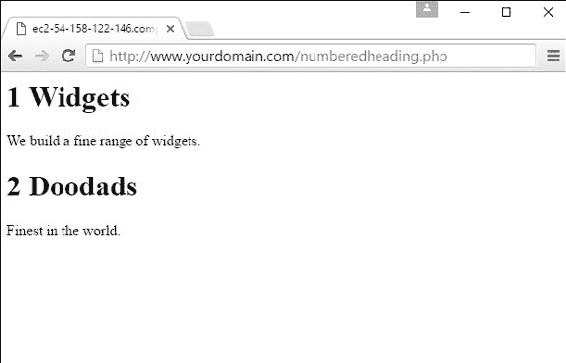 ec2-54-158-122-146.com
http://www.yourdomain.com/numberedheading.php
1 Widgets
We build a fine range of widgets.
2 Doodads
Finest in the world.